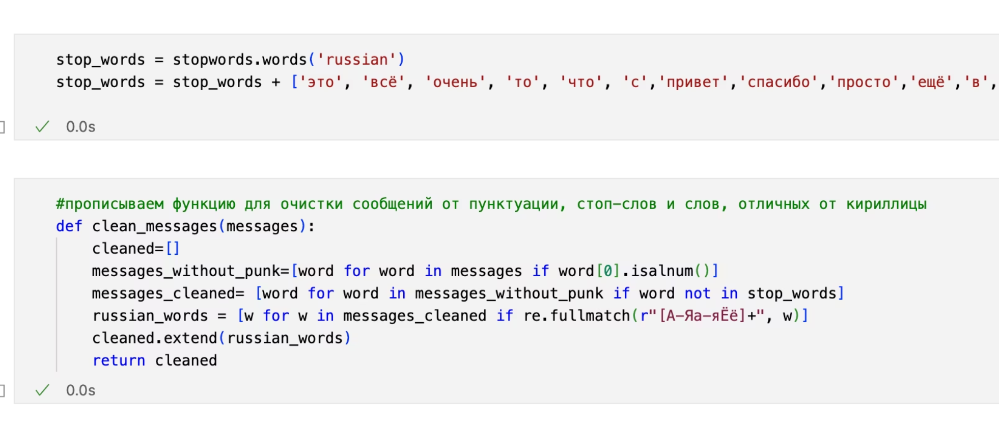 stop_words = stopwords.words('russian')
stop_words = stop_words + ['это', 'всё', 'очень', 'то', 'что', 'с','привет','спасибо','просто','ещё','в',
✓ 0.0s
#прописываем функцию для очистки сообщений от пунктуации, стоп-слов и слов, отличных от кириллицы
def clean_messages(messages):
    cleaned=[]
    messages_without_punk=[word for word in messages if word[0].isalnum()]
    messages_cleaned= [word for word in messages_without_punk if word not in stop_words]
    russian_words = [w for w in messages_cleaned if re.fullmatch(r"[А-Яа-яЁё]+", w)]
    cleaned.extend(russian_words)
    return cleaned
✓ 0.0s